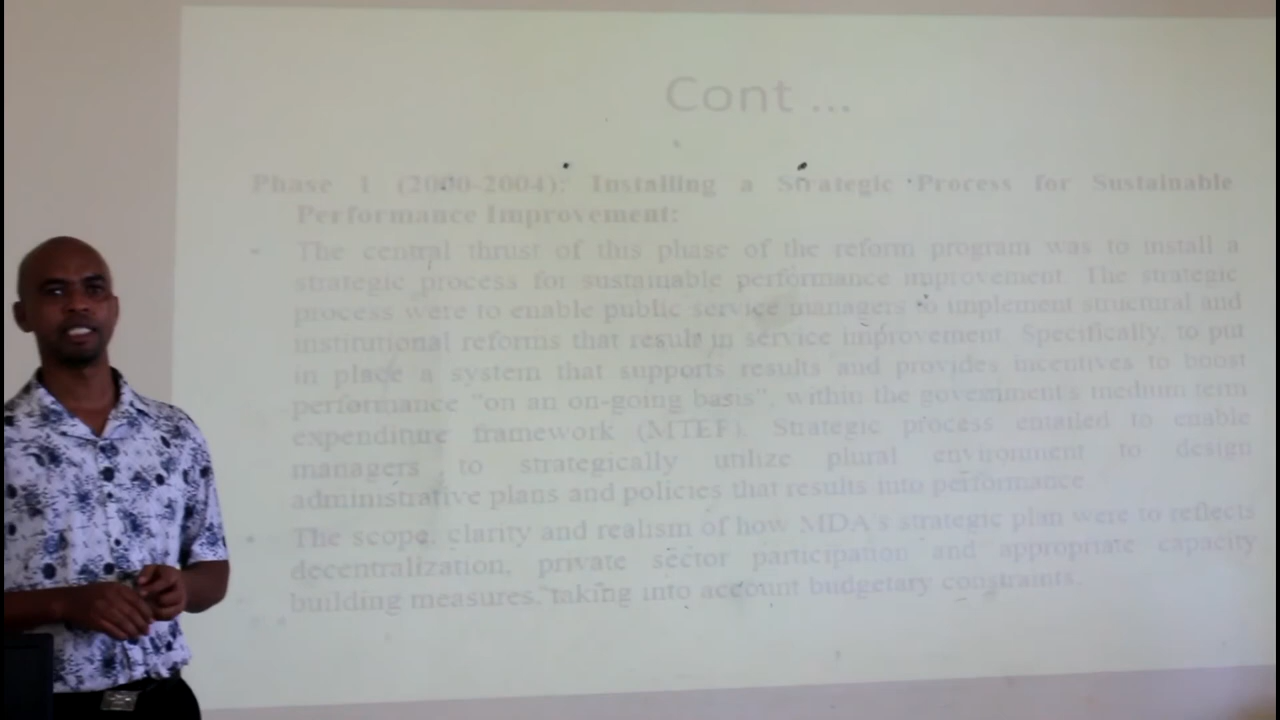 Cont ...
Phase 1 (2000-2004): Installing a Strategic Process for Sustainable
Performance Improvement:
- The central thrust of this phase of the reform program was to install a
strategic process for sustainable performance improvement. The strategic
process were to enable public service managers to implement structural and
institutional reforms that result in service improvement. Specifically, to put
in place a system that supports results and provides incentives to boost
performance "on an on-going basis", within the government's medium term
expenditure framework (MTEF). Strategic process entailed to enable
managers to strategically utilize plural environment to design
administrative plans and policies that results into performance.
• The scope, clarity and realism of how MDA's strategic plan were to reflects
decentralization, private sector participation and appropriate capacity
building measures, taking into account budgetary constraints.